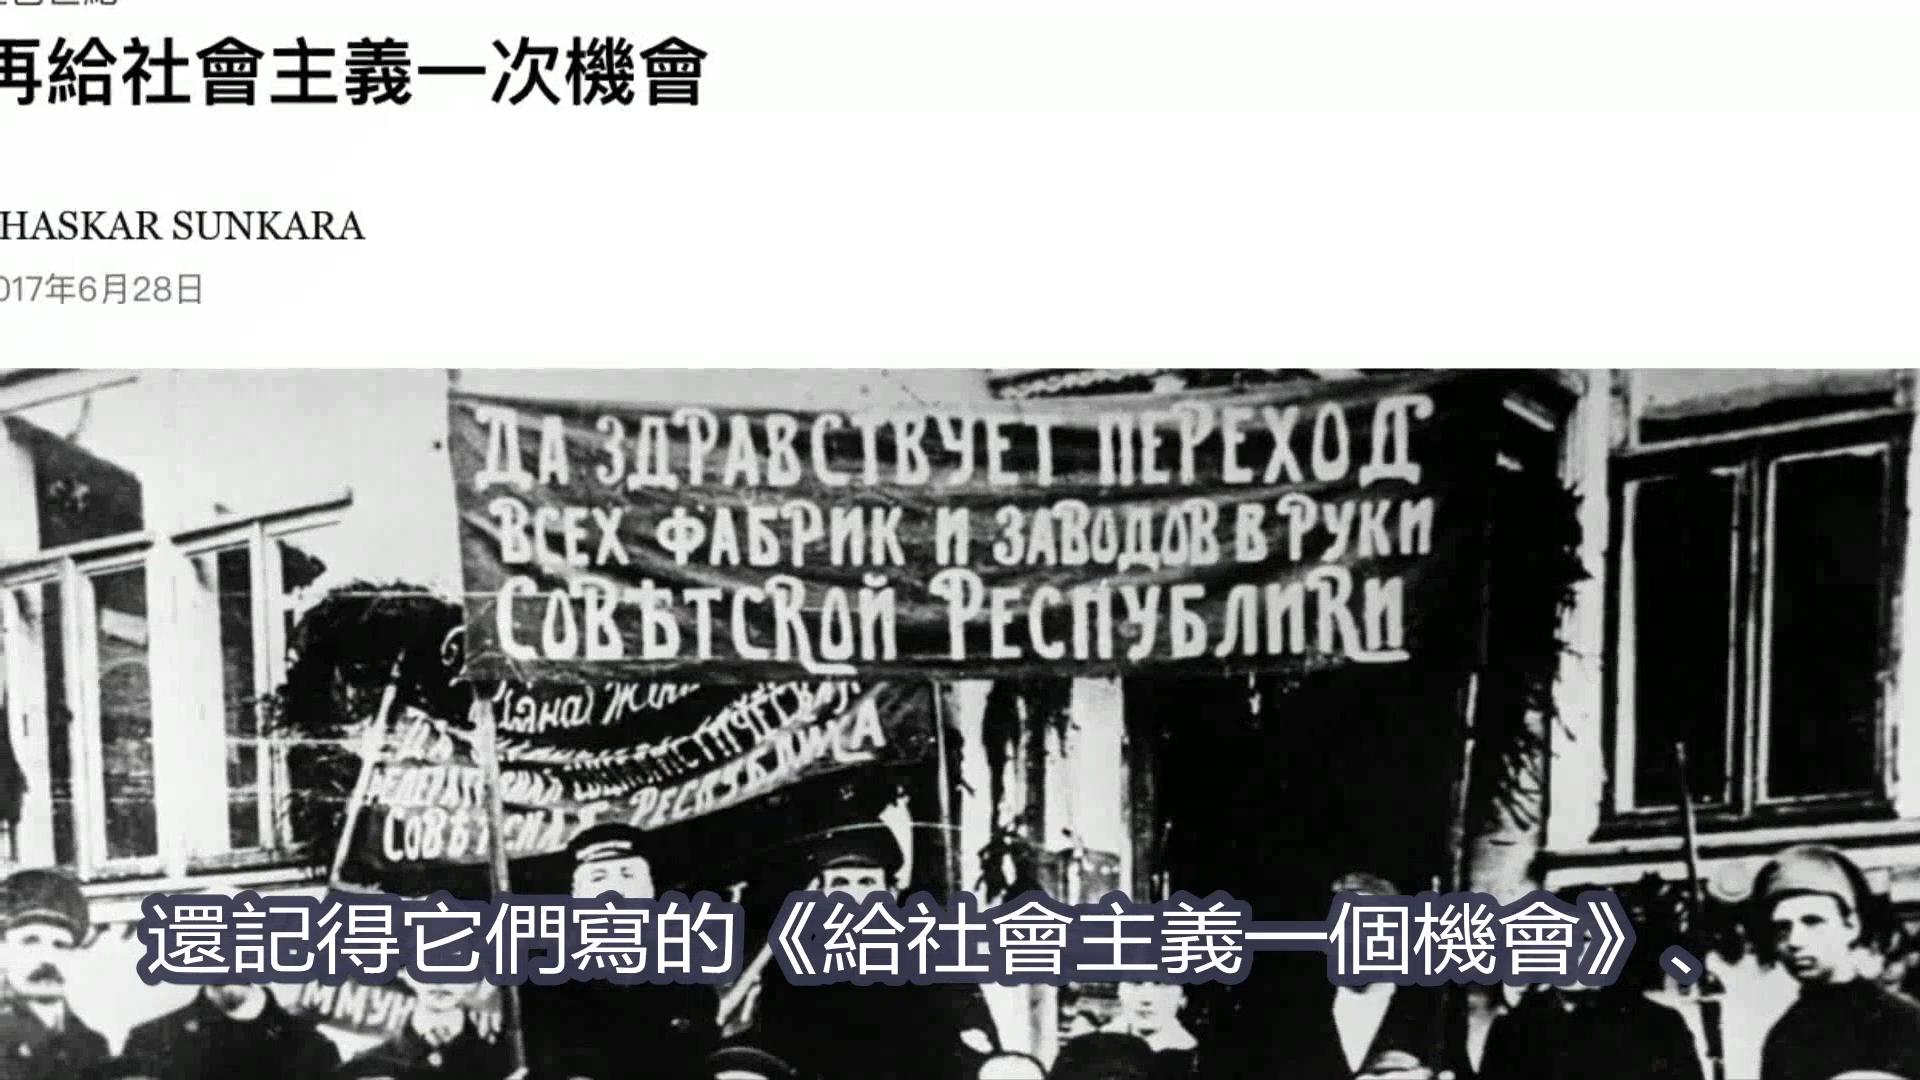 再給社會主義一次機會
HASKAR SUNKARA
017年6月28日
ДА ЗДРАВСТВУЕТ ПЕРЕХОД
ВСЕХ ФАБРИК И ЗАВОДОВ В РУКИ
СОВѢТСКОЙ РЕСПУБЛИКИ
РЕСПУБЛИКА
СОВѢТСКАЯ
還記得它們寫的《給社會主義一個機會》、